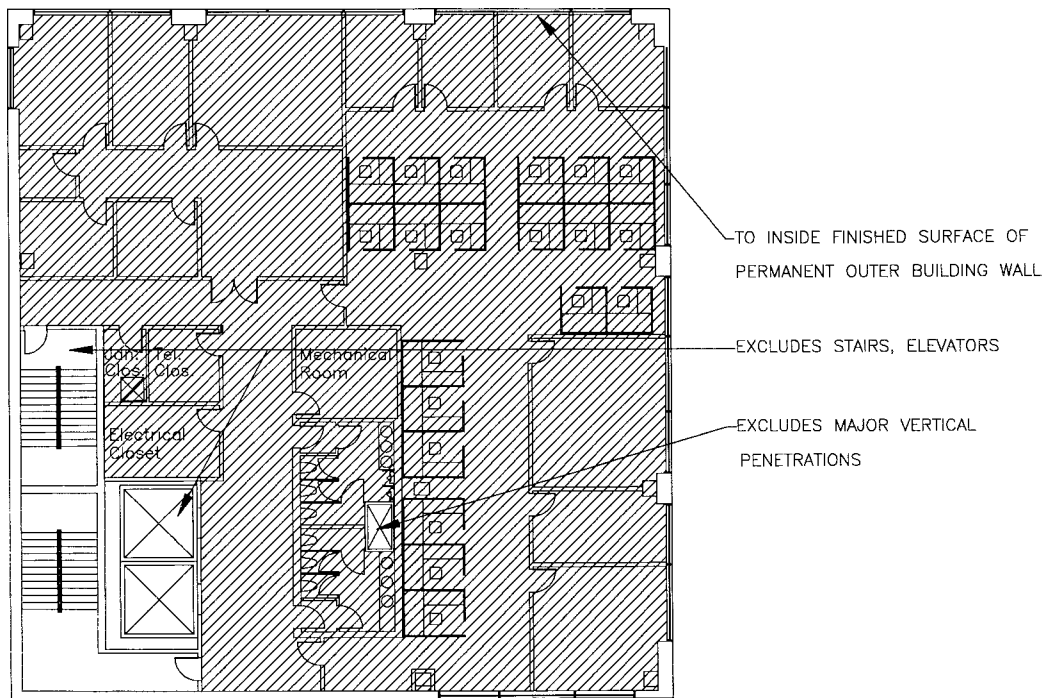 TO INSIDE FINISHED SURFACE OF
PERMANENT OUTER BUILDING WALL
EXCLUDES STAIRS, ELEVATORS
Jan. Tel.
Clos. Clos.
Mechanical
Room
EXCLUDES MAJOR VERTICAL
PENETRATIONS
Electrical
Closet